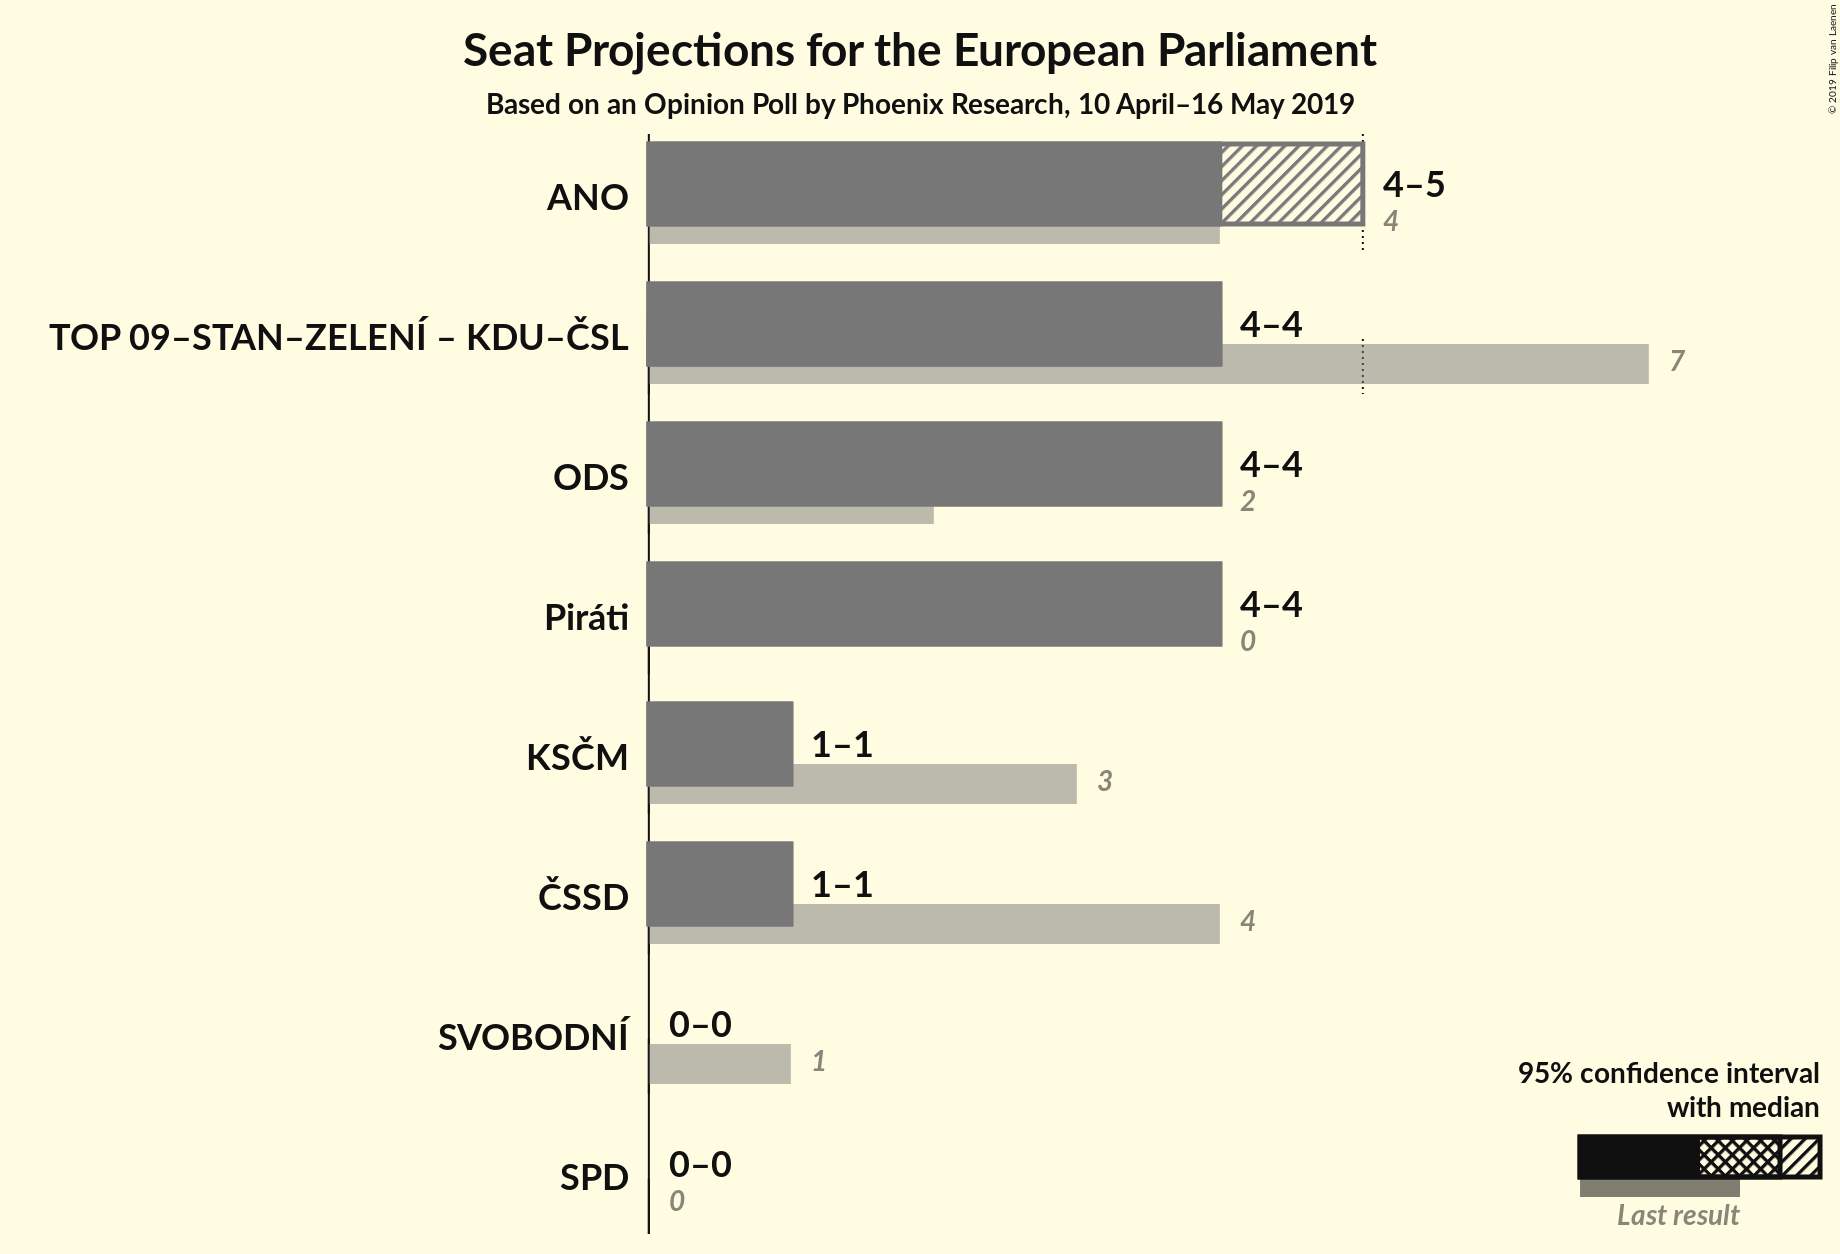 Seat Projections for the European Parliament
Based on an Opinion Poll by Phoenix Research, 10 April–16 May 2019
© 2019 Filip van Laenen
ANO
4–5
4
TOP 09–STAN–ZELENÍ – KDU–ČSL
4–4
7
ODS
4–4
2
Piráti
4–4
0
KSČM
1–1
3
ČSSD
1–1
4
SVOBODNÍ
0–0
1
SPD
0–0
0
95% confidence interval
with median
Last result